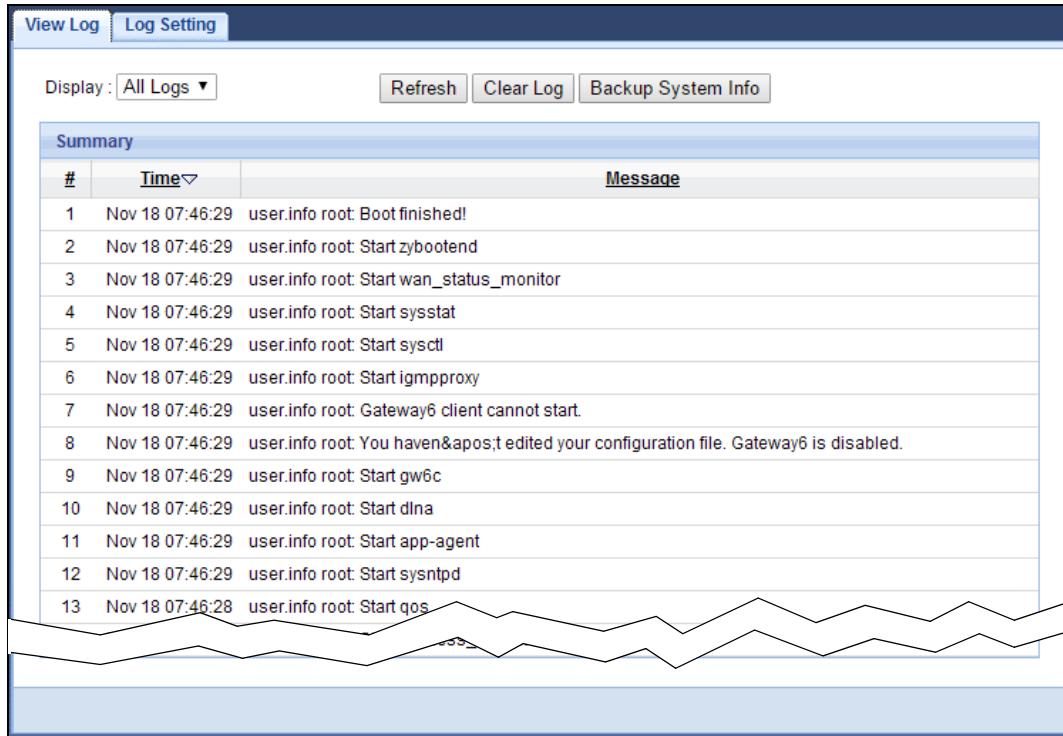 View Log Log Setting
Display : All Logs ▼ Refresh Clear Log Backup System Info
Summary
# Time Message
1 Nov 18 07:46:29 user.info root: Boot finished!
2 Nov 18 07:46:29 user.info root: Start zybootend
3 Nov 18 07:46:29 user.info root: Start wan_status_monitor
4 Nov 18 07:46:29 user.info root: Start sysstat
5 Nov 18 07:46:29 user.info root: Start sysctl
6 Nov 18 07:46:29 user.info root: Start igmpproxy
7 Nov 18 07:46:29 user.info root: Gateway6 client cannot start.
8 Nov 18 07:46:29 user.info root: You haven&apos;t edited your configuration file. Gateway6 is disabled.
9 Nov 18 07:46:29 user.info root: Start gw6c
10 Nov 18 07:46:29 user.info root: Start dlna
11 Nov 18 07:46:29 user.info root: Start app-agent
12 Nov 18 07:46:29 user.info root: Start sysntpd
13 Nov 18 07:46:28 user.info root: Start qos